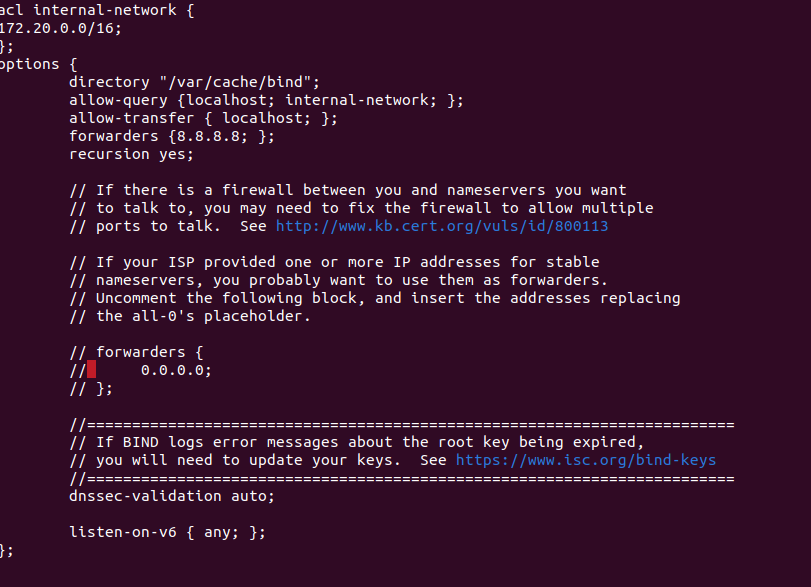 acl internal-network {
172.20.0.0/16;
};
options {
        directory "/var/cache/bind";
        allow-query {localhost; internal-network; };
        allow-transfer { localhost; };
        forwarders {8.8.8.8; };
        recursion yes;

        // If there is a firewall between you and nameservers you want
        // to talk to, you may need to fix the firewall to allow multiple
        // ports to talk.  See http://www.kb.cert.org/vuls/id/800113

        // If your ISP provided one or more IP addresses for stable
        // nameservers, you probably want to use them as forwarders.
        // Uncomment the following block, and insert the addresses replacing
        // the all-0's placeholder.

        // forwarders {
        //      0.0.0.0;
        // };

        //========================================================================
        // If BIND logs error messages about the root key being expired,
        // you will need to update your keys.  See https://www.isc.org/bind-keys
        //========================================================================
        dnssec-validation auto;

        listen-on-v6 { any; };
};